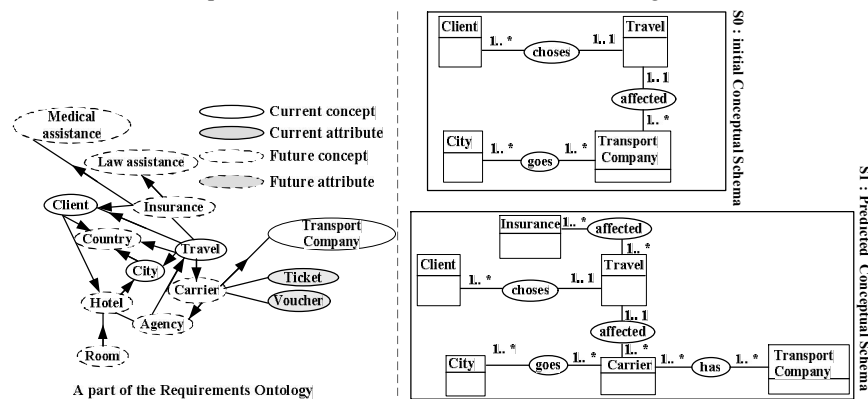 Medical
assistance
Law assistance
Client
Insurance
Country
Travel
City
Hotel
Carrier
Agency
Room
Transport
Company
Ticket
Voucher
Current concept
Current attribute
Future concept
Future attribute
A part of the Requirements Ontology
Client
1.. *
choses
1.. 1
Travel
1.. 1
affected
1.. *
City
1.. *
goes
1.. *
Transport
Company
S0 : initial Conceptual Schema
Insurance
1.. *
affected
1.. *
Client
1.. *
choses
1.. 1
Travel
1.. 1
affected
1.. *
City
1.. *
goes
1.. *
Carrier
1.. *
has
1.. *
Transport
Company
S1 : Predicted Conceptual Schema